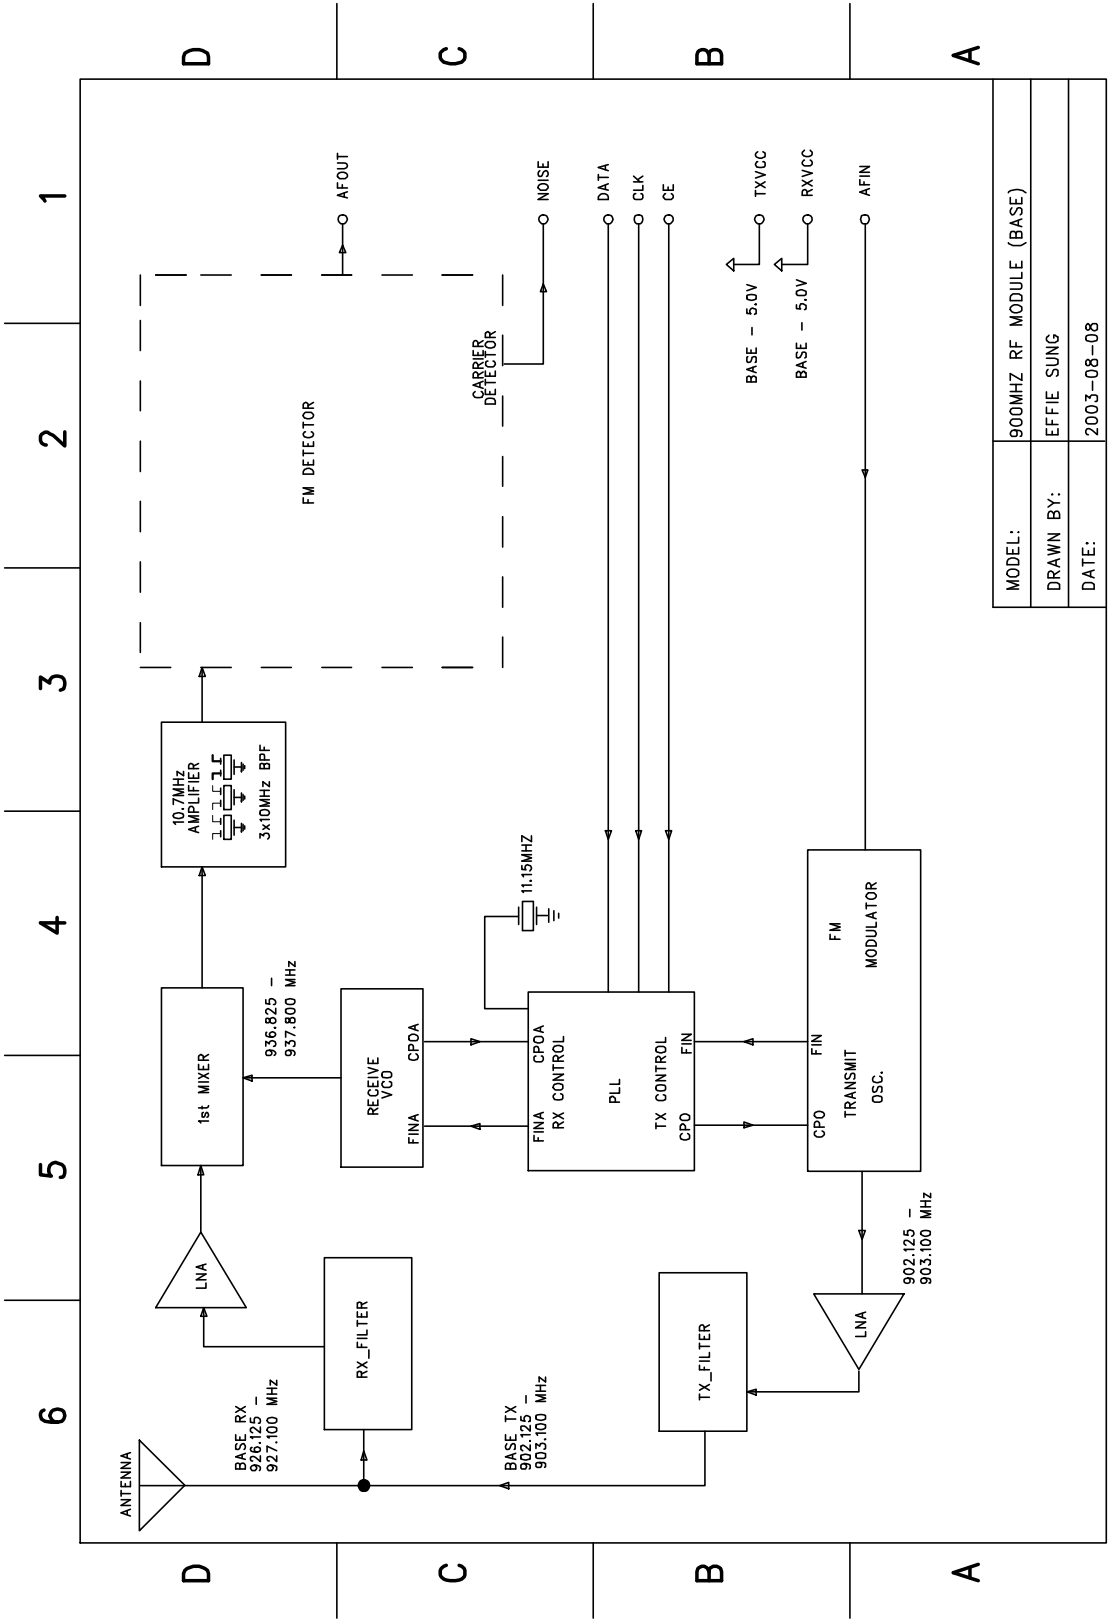 6
5
4
3
2
1
D
D
C
C
B
B
A
A
ANTENNA
BASE RX
926.125 -
927.100 MHz
RX_FILTER
LNA
1st MIXER
936.825 -
937.800 MHz
10.7MHz
AMPLIFIER
3x10MHz BPF
FM DETECTOR
CARRIER
DETECTOR
AFOUT
NOISE
RECEIVE
VCO
FINA
CPOA
11.15MHZ
FINA
CPOA
RX CONTROL
PLL
TX CONTROL
CPO
FIN
DATA
CLK
CE
BASE - 5.0V
TXVCC
BASE - 5.0V
RXVCC
AFIN
BASE TX
902.125 -
903.100 MHz
TX_FILTER
LNA
902.125 -
903.100 MHz
CPO
FIN
TRANSMIT
OSC.
FM
MODULATOR
MODEL:
900MHZ RF MODULE (BASE)
DRAWN BY:
EFFIE SUNG
DATE:
2003-08-08